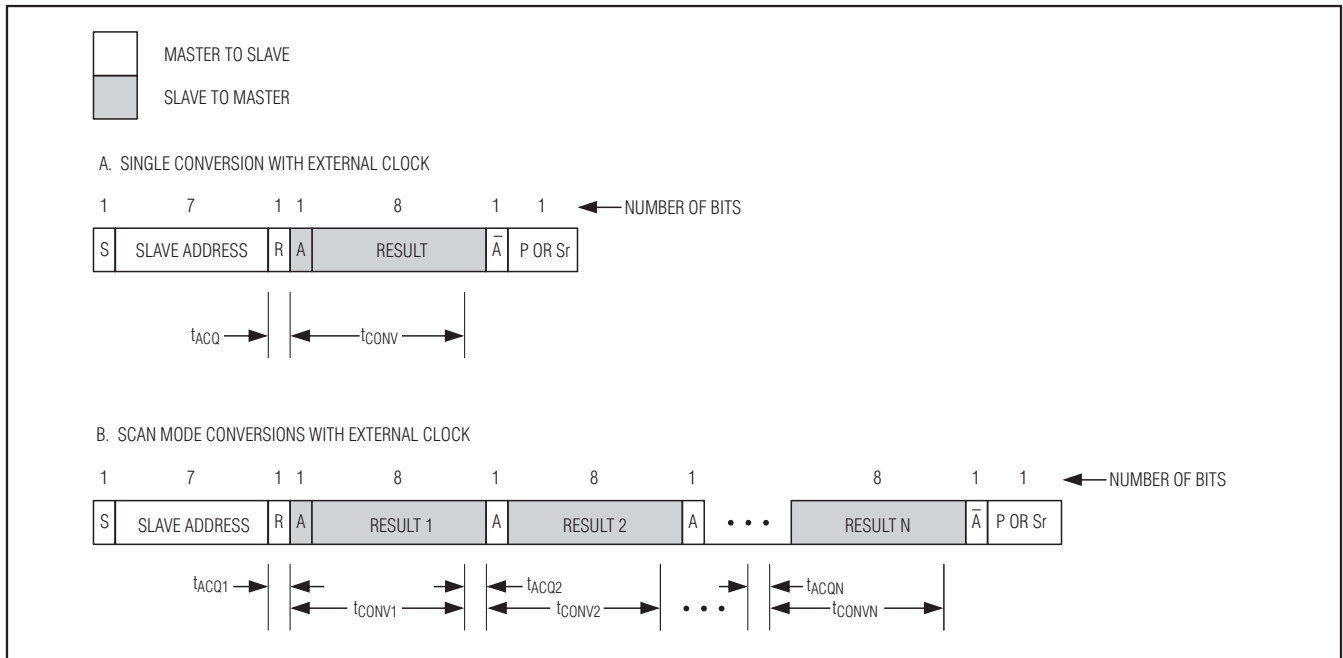 MASTER TO SLAVE
SLAVE TO MASTER
A. SINGLE CONVERSION WITH EXTERNAL CLOCK
1 7 1 1 8 1 1 NUMBER OF BITS
S SLAVE ADDRESS R A RESULT A̅ P OR Sr
tACQ tCONV
B. SCAN MODE CONVERSIONS WITH EXTERNAL CLOCK
1 7 1 1 8 1 8 1 8 1 1 NUMBER OF BITS
S SLAVE ADDRESS R A RESULT 1 A RESULT 2 A • • • RESULT N A̅ P OR Sr
tACQ1 tACQ2 tACQN
tCONV1 tCONV2 • • • tCONVN